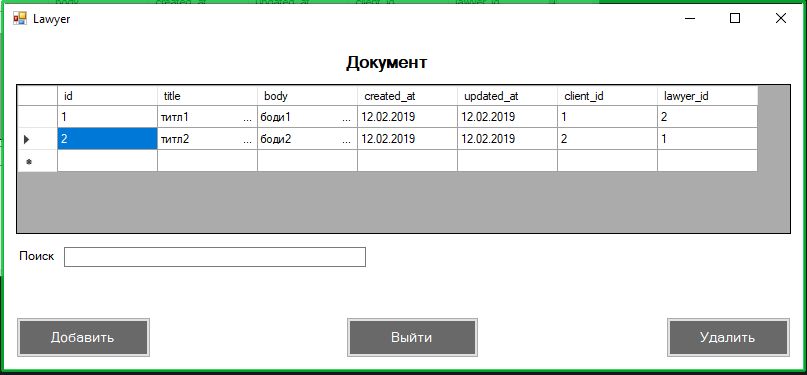 Lawyer
Документ
id title body created_at updated_at client_id lawyer_id
1 титл1 ... боди1 ... 12.02.2019 12.02.2019 1 2
2 титл2 ... боди2 ... 12.02.2019 12.02.2019 2 1
Поиск
Добавить Выйти Удалить